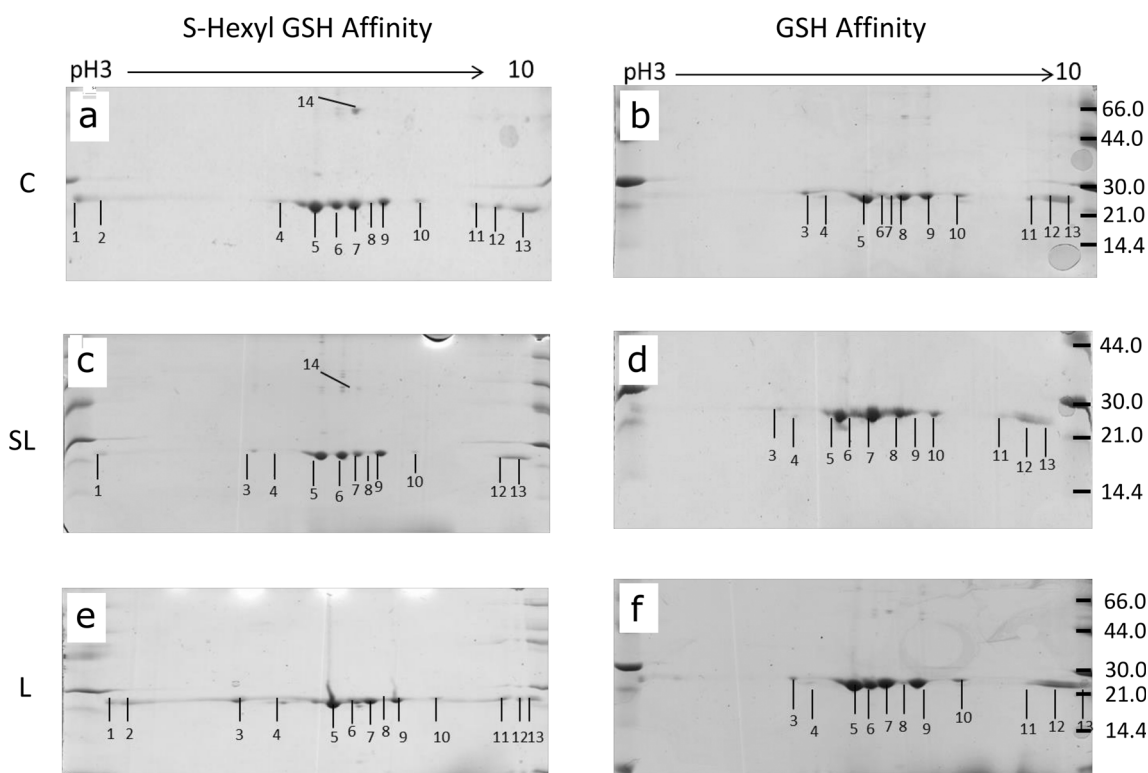 S-Hexyl GSH Affinity GSH Affinity
pH3 10 pH3 10
a 14 b 66.0
44.0
C 30.0
21.0
1 2 4 5 6 7 8 9 10 11 12 13 3 4 5 6 7 8 9 10 11 12 13
14.4
c 14 d 44.0
30.0
SL 21.0
1 3 4 5 6 7 8 9 10 12 13 3 4 5 6 7 8 9 10 11 12 13
14.4
e f 66.0
44.0
30.0
L 21.0
1 2 3 4 5 6 7 8 9 10 11 12 13 3 4 5 6 7 8 9 10 11 12 13
14.4